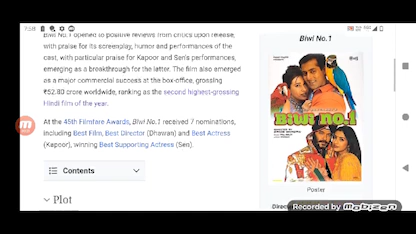 7:58
Biwi No.1 opened to positive reviews from critics upon release,
with praise for its screenplay, humor and performances of the
cast, with particular praise for Kapoor and Sen's performances,
emerging as a breakthrough for the latter. The film also emerged
as a major commercial success at the box-office, grossing
₹52.80 crore worldwide, ranking as the second highest-grossing
Hindi film of the year.
At the 45th Filmfare Awards, Biwi No.1 received 7 nominations,
including Best Film, Best Director (Dhawan) and Best Actress
(Kapoor), winning Best Supporting Actress (Sen).
Contents
Plot
Biwi No.1
Biwi no.1
Poster
Recorded by Mobizen